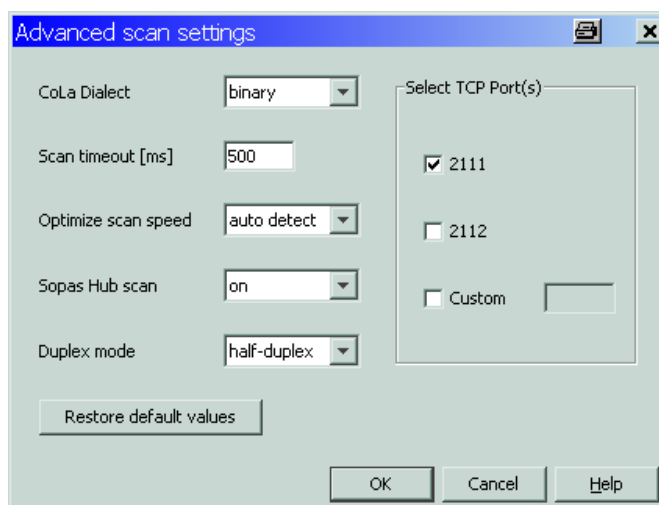 Advanced scan settings
CoLa Dialect
binary
Scan timeout [ms]
500
Optimize scan speed
auto detect
Sopas Hub scan
on
Duplex mode
half-duplex
Restore default values
Select TCP Port(s)
2111
2112
Custom
OK
Cancel
Help